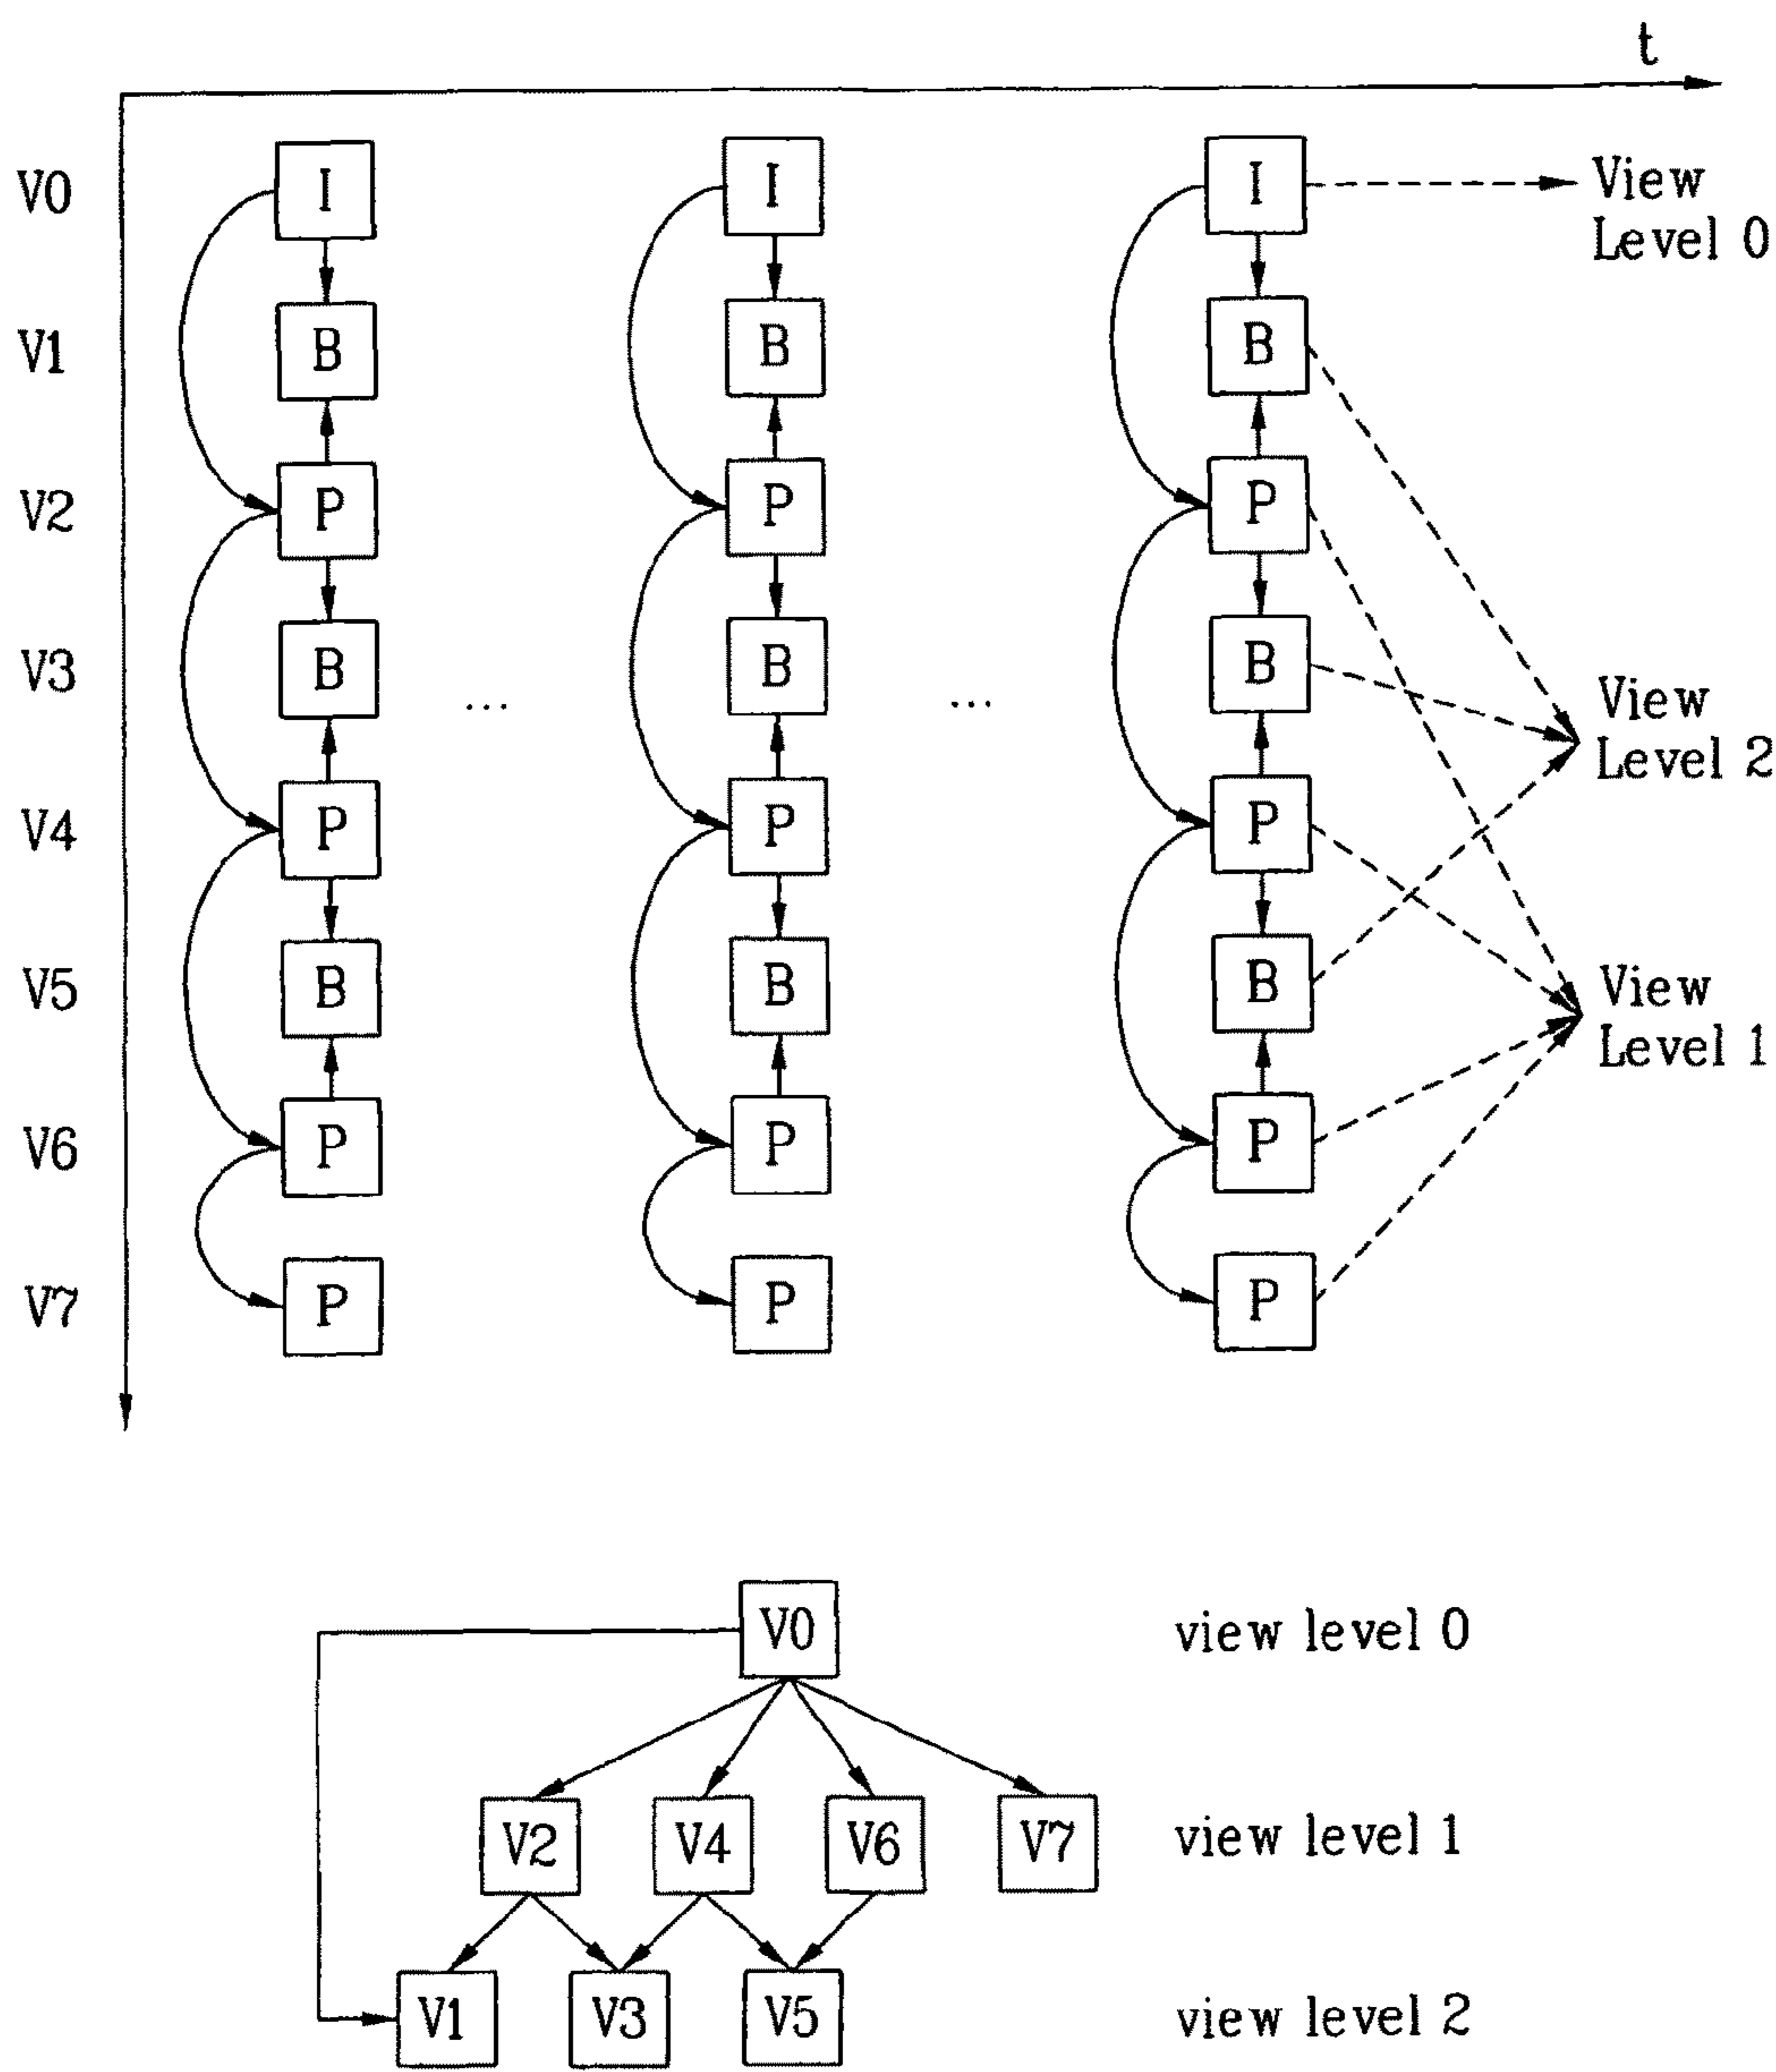 t
V0 I I I View
Level 0
V1 B B B
V2 P P P
V3 B B B View
... ... Level 2
V4 P P P
V5 B B B View
Level 1
V6 P P P
V7 P P P
V0 view level 0
V2 V4 V6 V7 view level 1
V1 V3 V5 view level 2